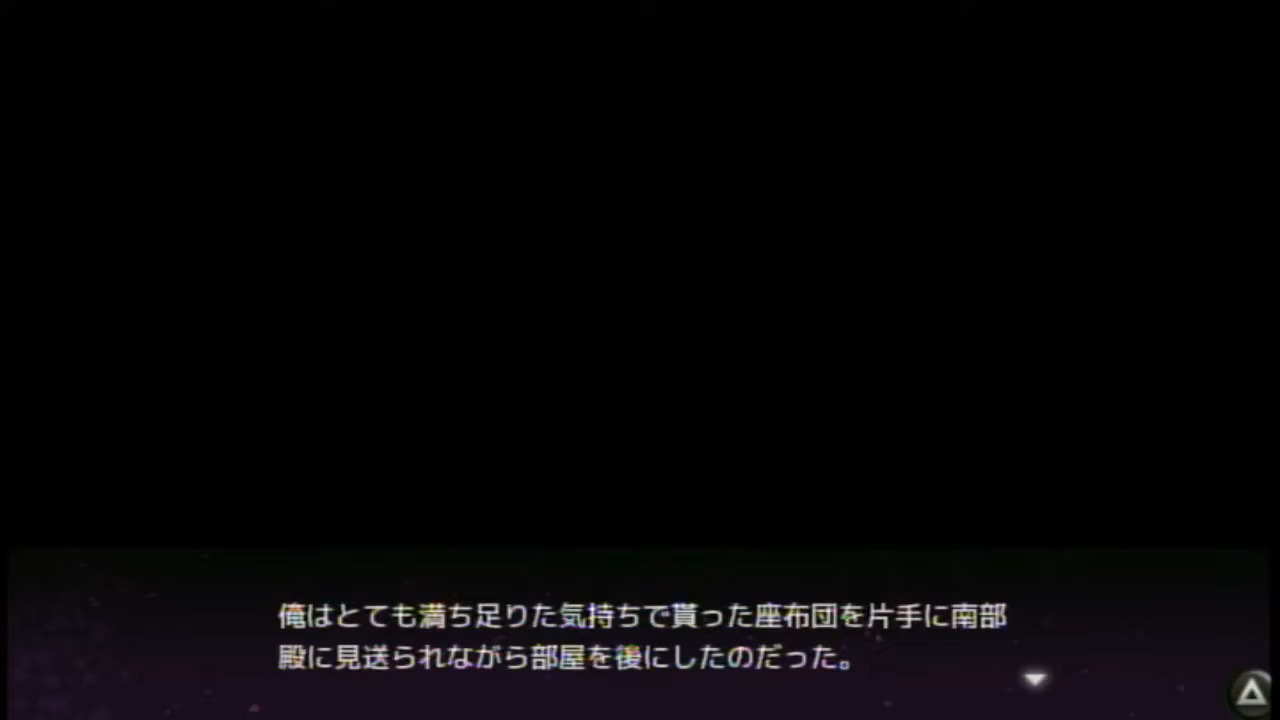 俺はとても満ち足りた気持ちで貰った座布団を片手に南部
殿に見送られながら部屋を後にしたのだった。